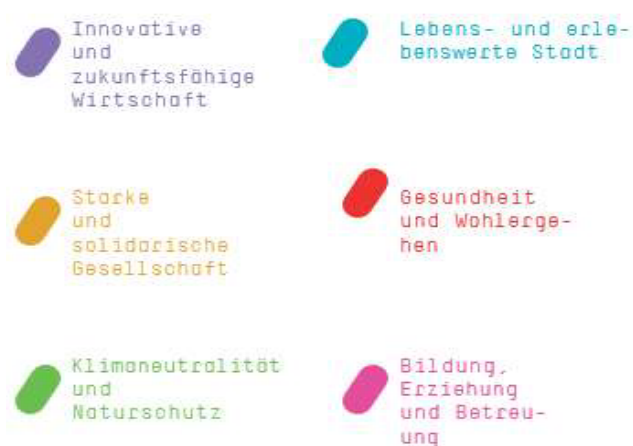 Innovative
und
zukunftsfähige
Wirtschaft
Lebens- und erle-
benswerte Stadt
Starke
und
solidarische
Gesellschaft
Gesundheit
und Wohlerge-
hen
Klimaneutralität
und
Naturschutz
Bildung,
Erziehung
und Betreu-
ung